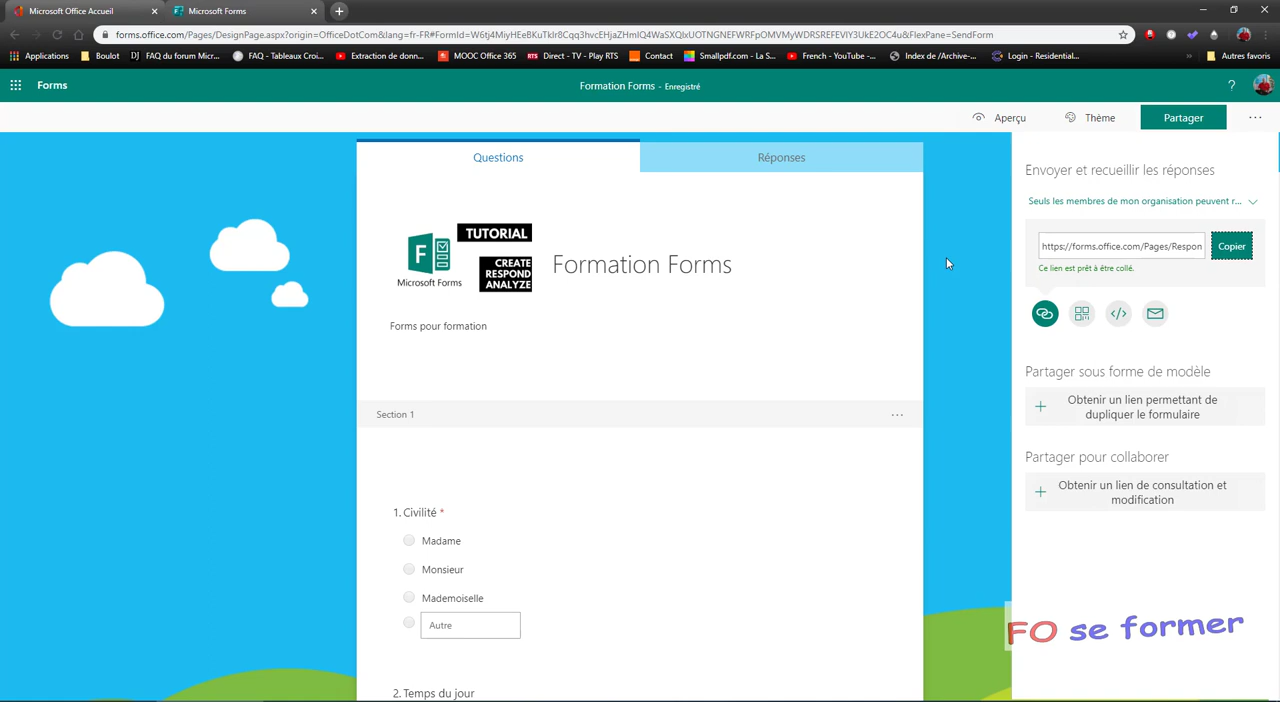 Microsoft Office Accueil
Microsoft Forms
forms.office.com/Pages/DesignPage.aspx?origin=OfficeDotCom&lang=fr-FR#FormId=
Applications
Boulot
FAQ du forum Micr...
FAQ - Tableaux Croi...
Extraction de donn...
MOOC Office 365
RTS Direct - TV - Play RTS
Contact
Smallpdf.com - La S...
French - YouTube -...
Index de /Archive-...
Login - Residential...
Autres favoris
Forms
Formation Forms - Enregistré
?
Aperçu
Thème
Partager
Questions
Réponses
TUTORIAL
CREATE
RESPOND
ANALYZE
F
Microsoft Forms
Formation Forms
Forms pour formation
Section 1
1. Civilité *
Madame
Monsieur
Mademoiselle
Autre
2. Temps du jour
Envoyer et recueillir les réponses
Seuls les membres de mon organisation peuvent r...
https://forms.office.com/Pages/Respon
Copier
Ce lien est prêt à être collé.
Partager sous forme de modèle
Obtenir un lien permettant de
dupliquer le formulaire
Partager pour collaborer
Obtenir un lien de consultation et
modification
FO se former